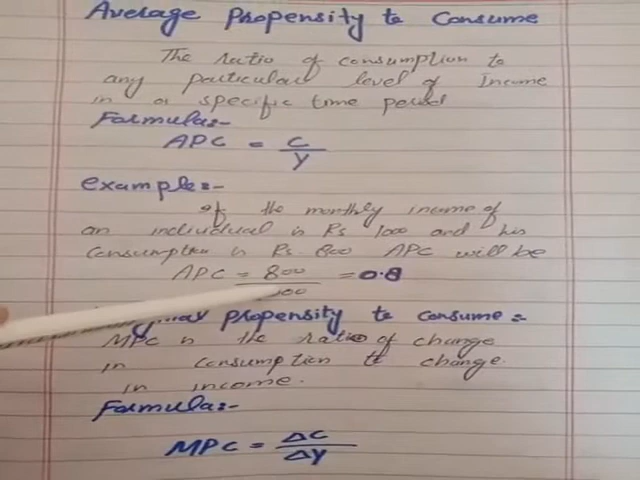 Average Propensity to Consume
The ratio of consumption to
any particular level of Income
in a specific time period
Formula:-
APC = C/Y
Example:-
If the monthly income of
an individual is Rs 1000 and his
Consumption is Rs. 800 APC will be
APC = 800 = 0.8
Propensity to Consume:-
MPC is the ratio of change
in consumption to change
in income.
Formula:-
MPC = ΔC/ΔY